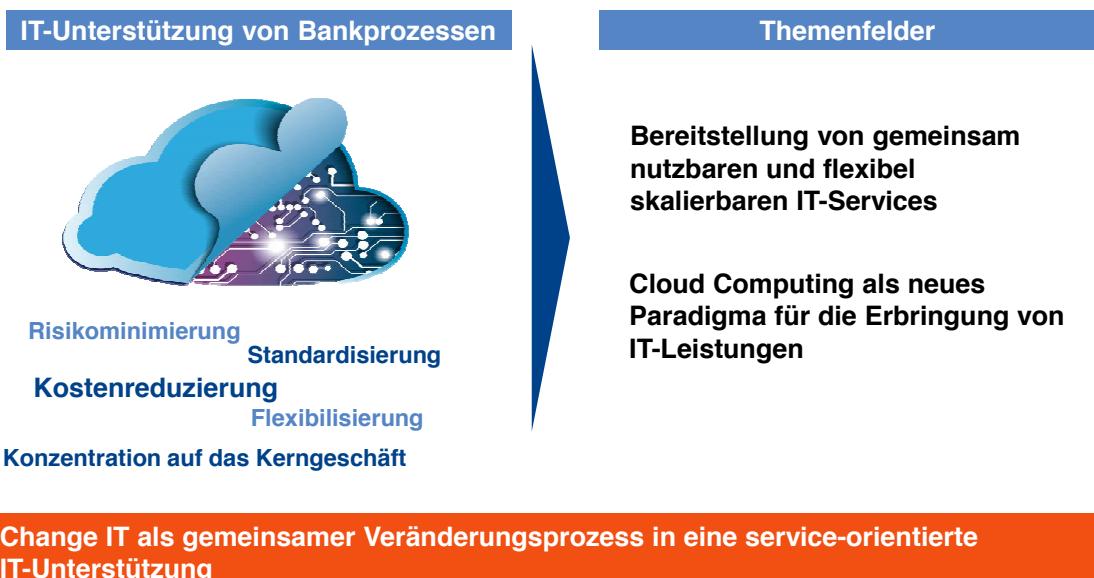 IT-Unterstützung von Bankprozessen
Themenfelder
Bereitstellung von gemeinsam
nutzbaren und flexibel
skalierbaren IT-Services
Cloud Computing als neues
Paradigma für die Erbringung von
IT-Leistungen
Risikominimierung
Standardisierung
Kostenreduzierung
Flexibilisierung
Konzentration auf das Kerngeschäft
Change IT als gemeinsamer Veränderungsprozess in eine service-orientierte
IT-Unterstützung